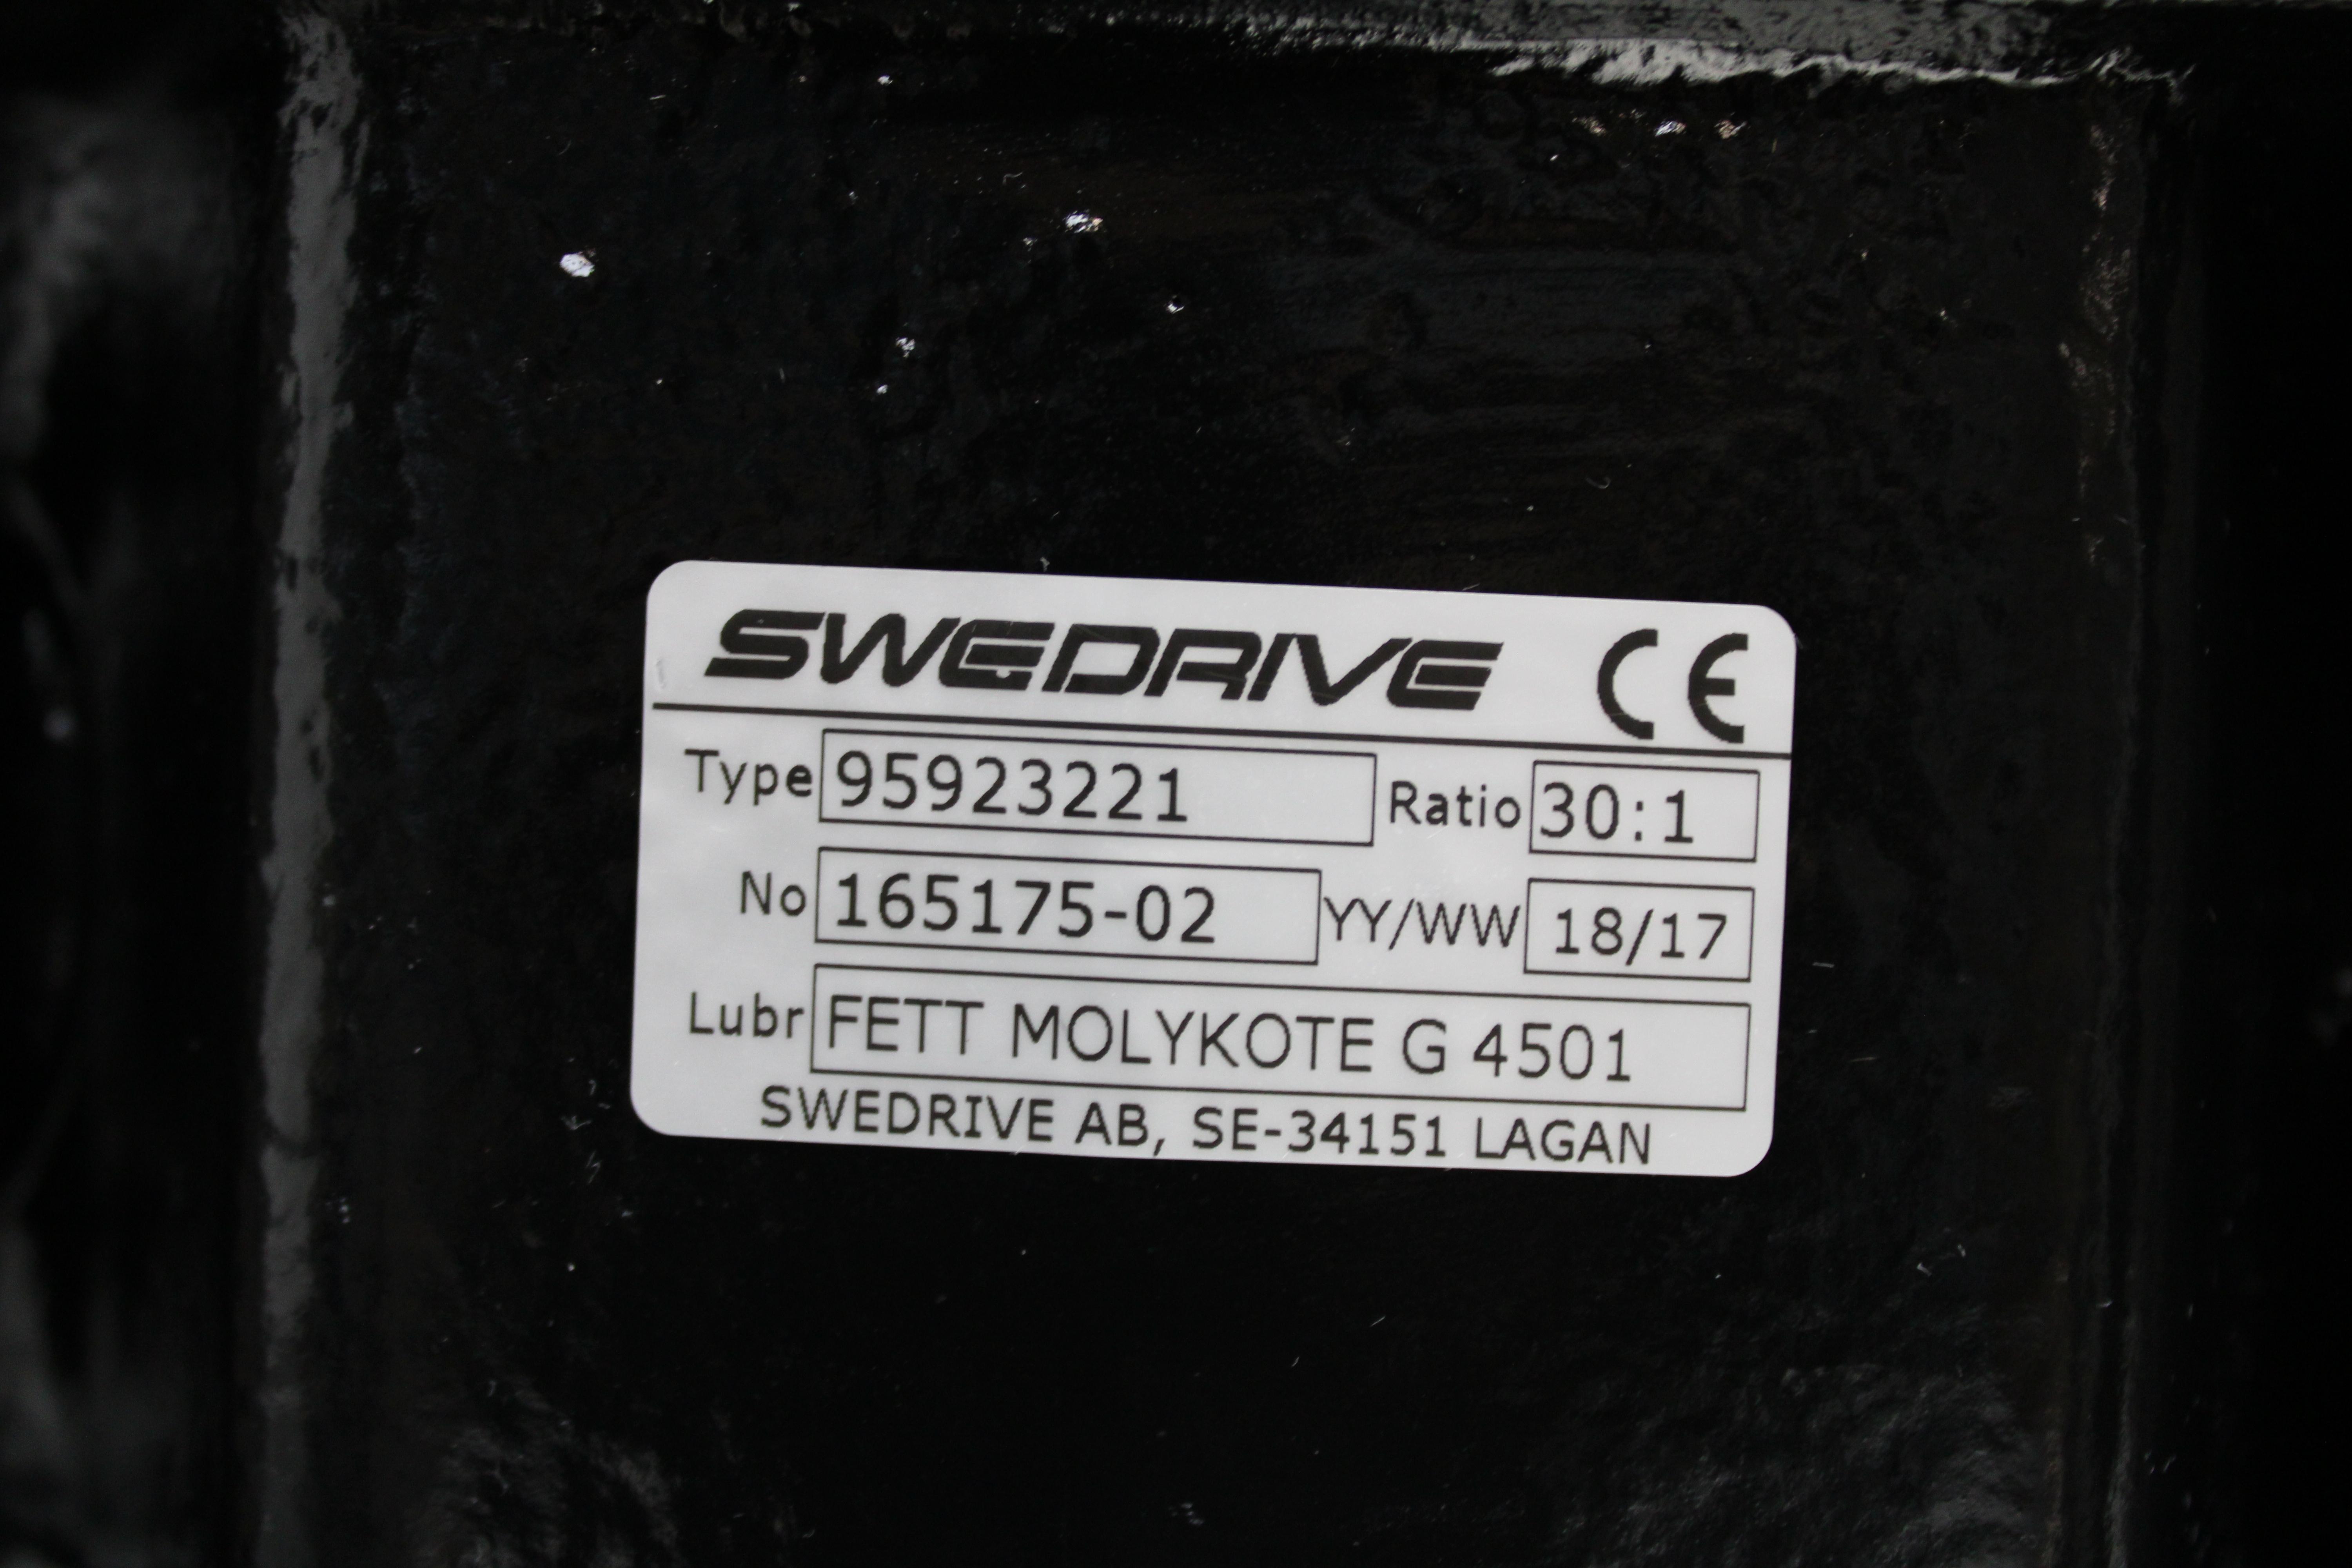 SWEDRIVE CE
Type 95923221 Ratio 30:1
No 165175-02 YY/WW 18/17
Lubr FETT MOLYKOTE G 4501
SWEDRIVE AB, SE-34151 LAGAN